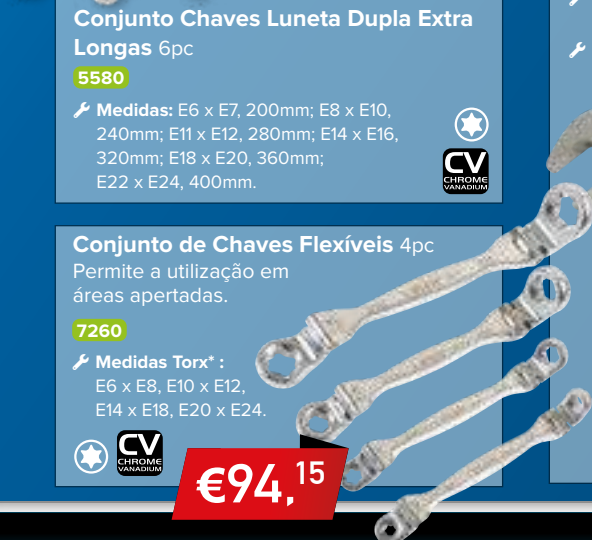 Conjunto Chaves Luneta Dupla Extra
Longas 6pc
5580
Medidas: E6 x E7, 200mm; E8 x E10,
240mm; E11 x E12, 280mm; E14 x E16,
320mm; E18 x E20, 360mm;
E22 x E24, 400mm.
CV
CHROME
VANADIUM
Conjunto de Chaves Flexíveis 4pc
Permite a utilização em
áreas apertadas.
7260
Medidas Torx* :
E6 x E8, E10 x E12,
E14 x E18, E20 x E24.
CV
CHROME
VANADIUM
€94,15